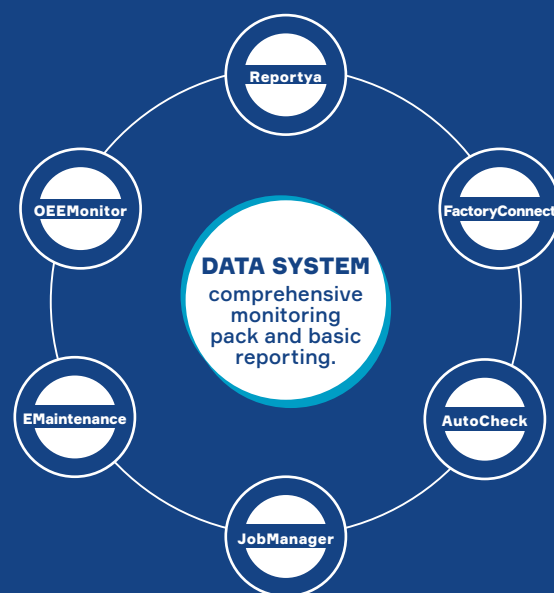 Reportya
OEEMonitor
FactoryConnect
DATA SYSTEM
comprehensive
monitoring
pack and basic
reporting.
EMaintenance
AutoCheck
JobManager